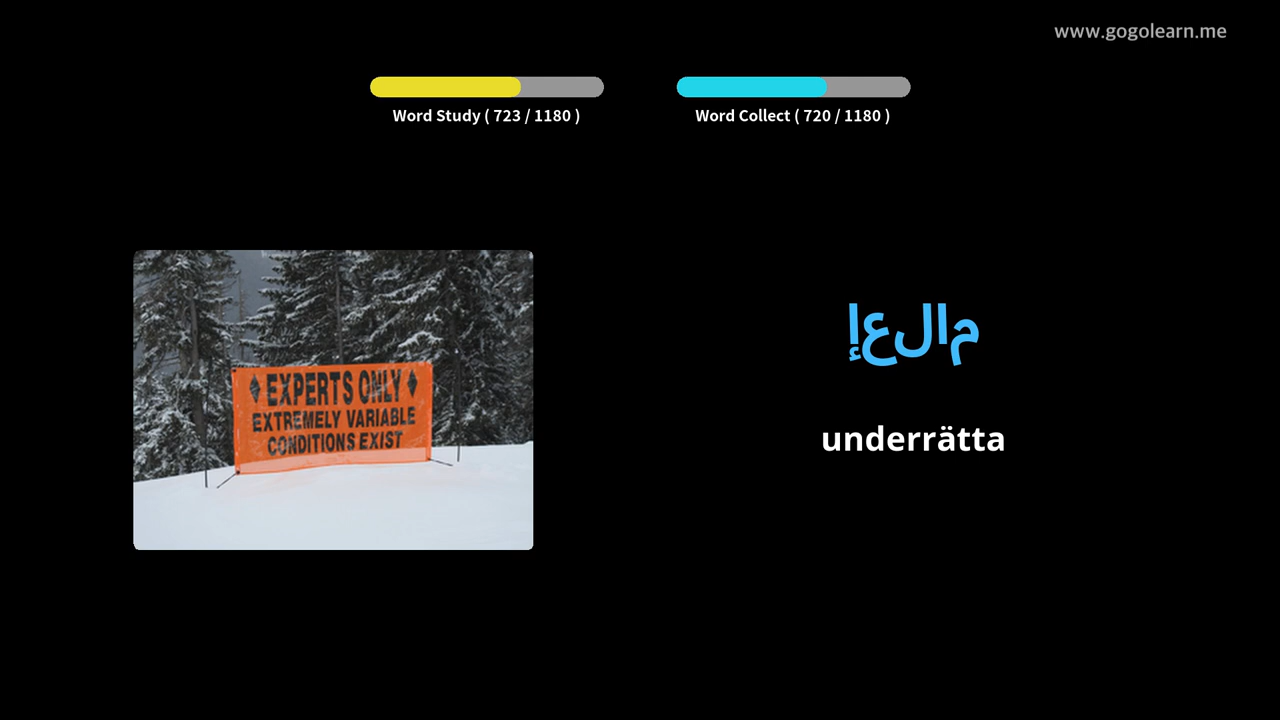 www.gogolearn.me
Word Study ( 723 / 1180 )
Word Collect ( 720 / 1180 )
EXPERTS ONLY
EXTREMELY VARIABLE
CONDITIONS EXIST
إعلام
underrätta